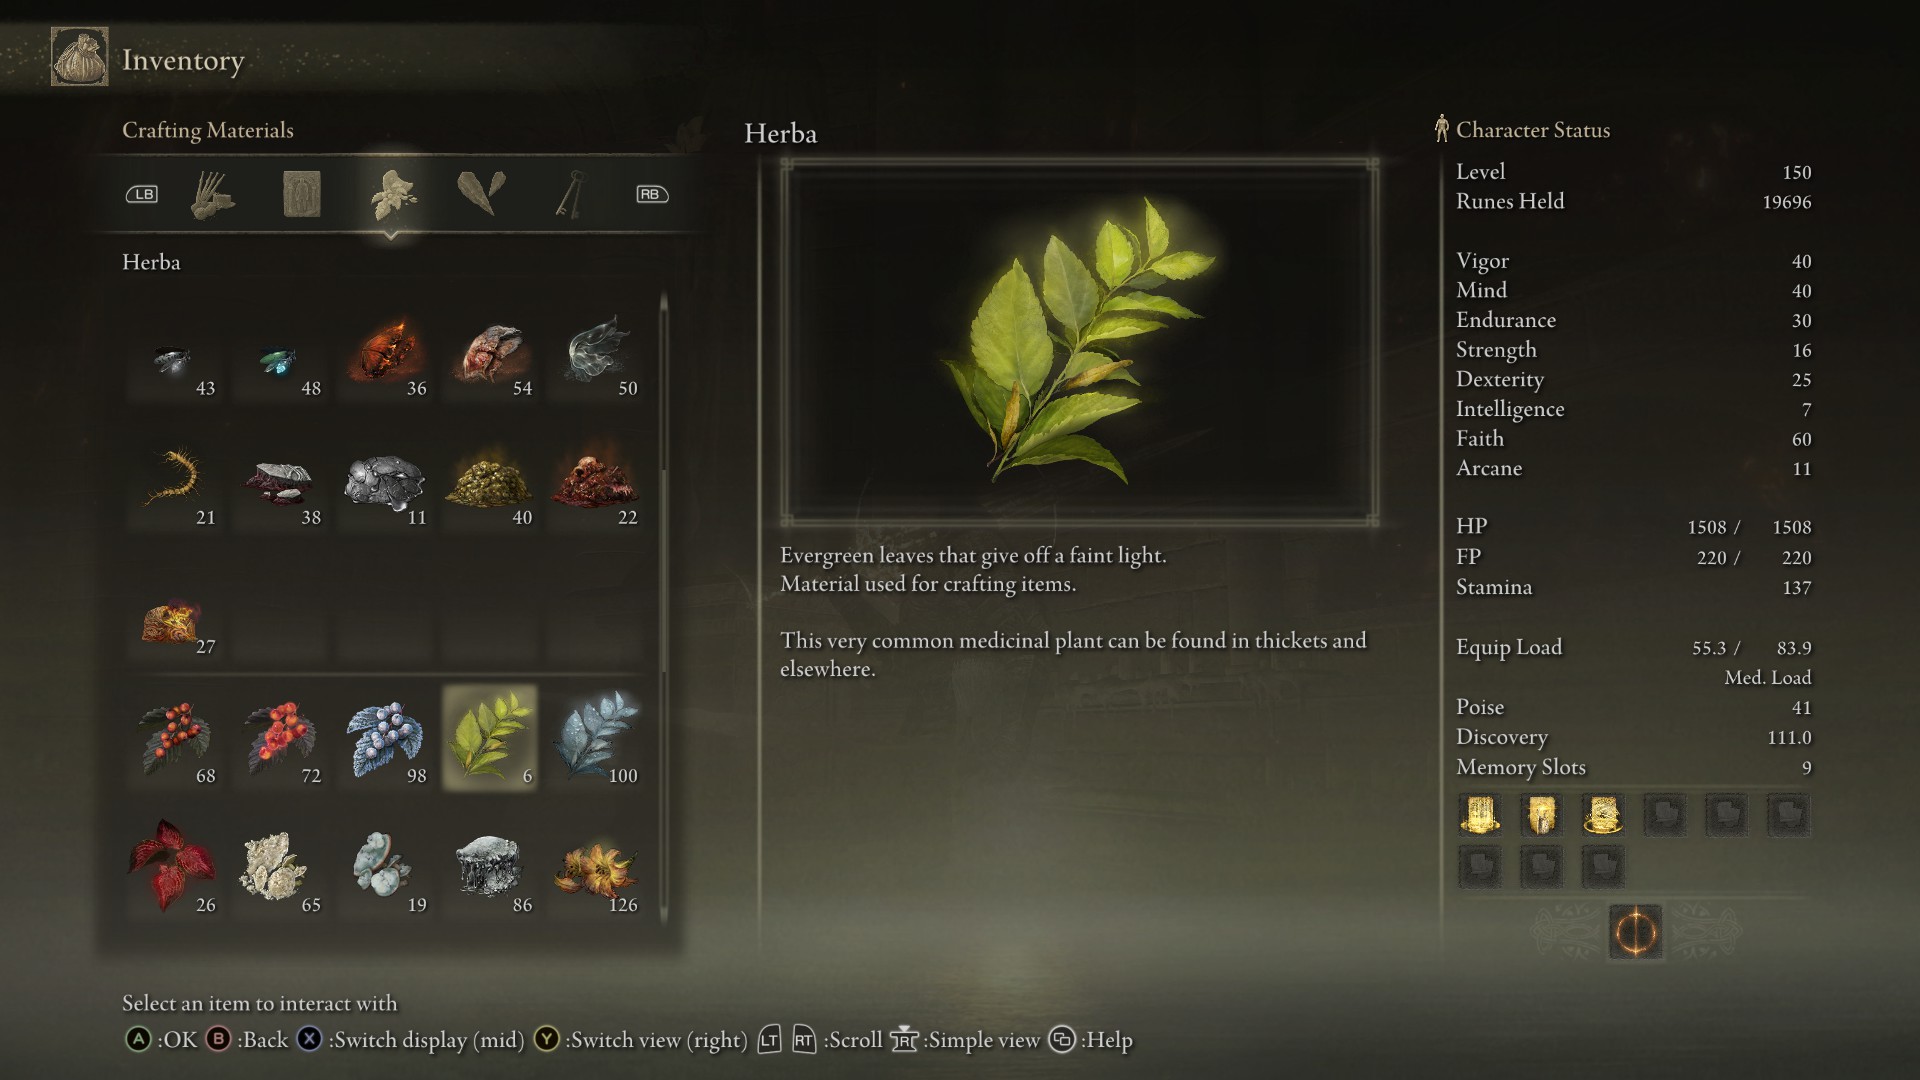 Inventory
Crafting Materials
LB
RB
Herba
43 48 36 54 50
21 38 11 40 22
27
68 72 98 6 100
26 65 19 86 126
Herba
Evergreen leaves that give off a faint light.
Material used for crafting items.
This very common medicinal plant can be found in thickets and
elsewhere.
Character Status
Level 150
Runes Held 19696
Vigor 40
Mind 40
Endurance 30
Strength 16
Dexterity 25
Intelligence 7
Faith 60
Arcane 11
HP 1508 / 1508
FP 220 / 220
Stamina 137
Equip Load 55.3 / 83.9
Med. Load
Poise 41
Discovery 111.0
Memory Slots 9
Select an item to interact with
A :OK B :Back X :Switch display (mid) Y :Switch view (right) LT RT :Scroll R :Simple view :Help